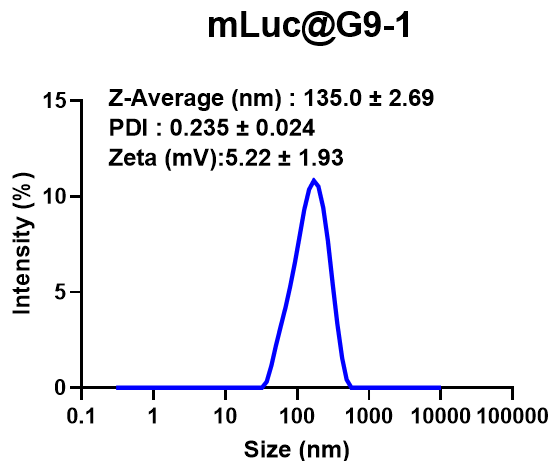 mLuc@G9-1
Z-Average (nm) : 135.0 ± 2.69
PDI : 0.235 ± 0.024
Zeta (mV):5.22 ± 1.93
Intensity (%)
15
10
5
0
0.1 1 10 100 1000 10000 100000
Size (nm)